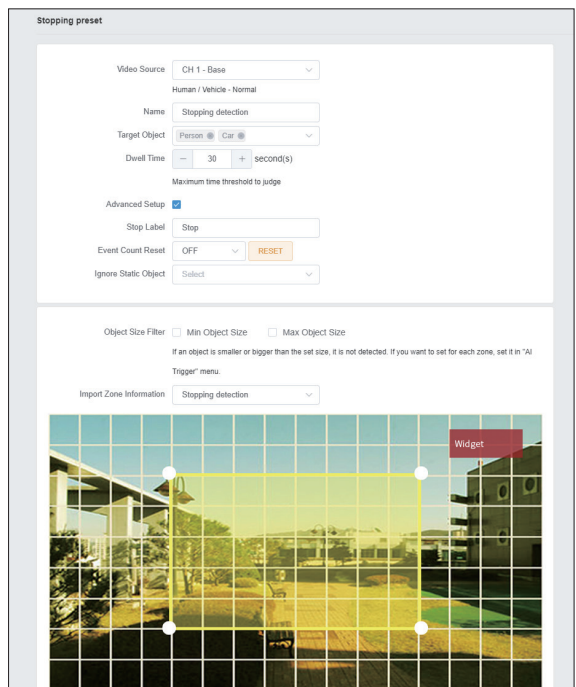 Stopping preset
Video Source CH 1 - Base
Human / Vehicle - Normal
Name Stopping detection
Target Object Person Car
Dwell Time − 30 + second(s)
Maximum time threshold to judge
Advanced Setup
Stop Label Stop
Event Count Reset OFF RESET
Ignore Static Object Select
Object Size Filter Min Object Size Max Object Size
If an object is smaller or bigger than the set size, it is not detected. If you want to set for each zone, set it in "AI
Trigger" menu.
Import Zone Information Stopping detection
Widget